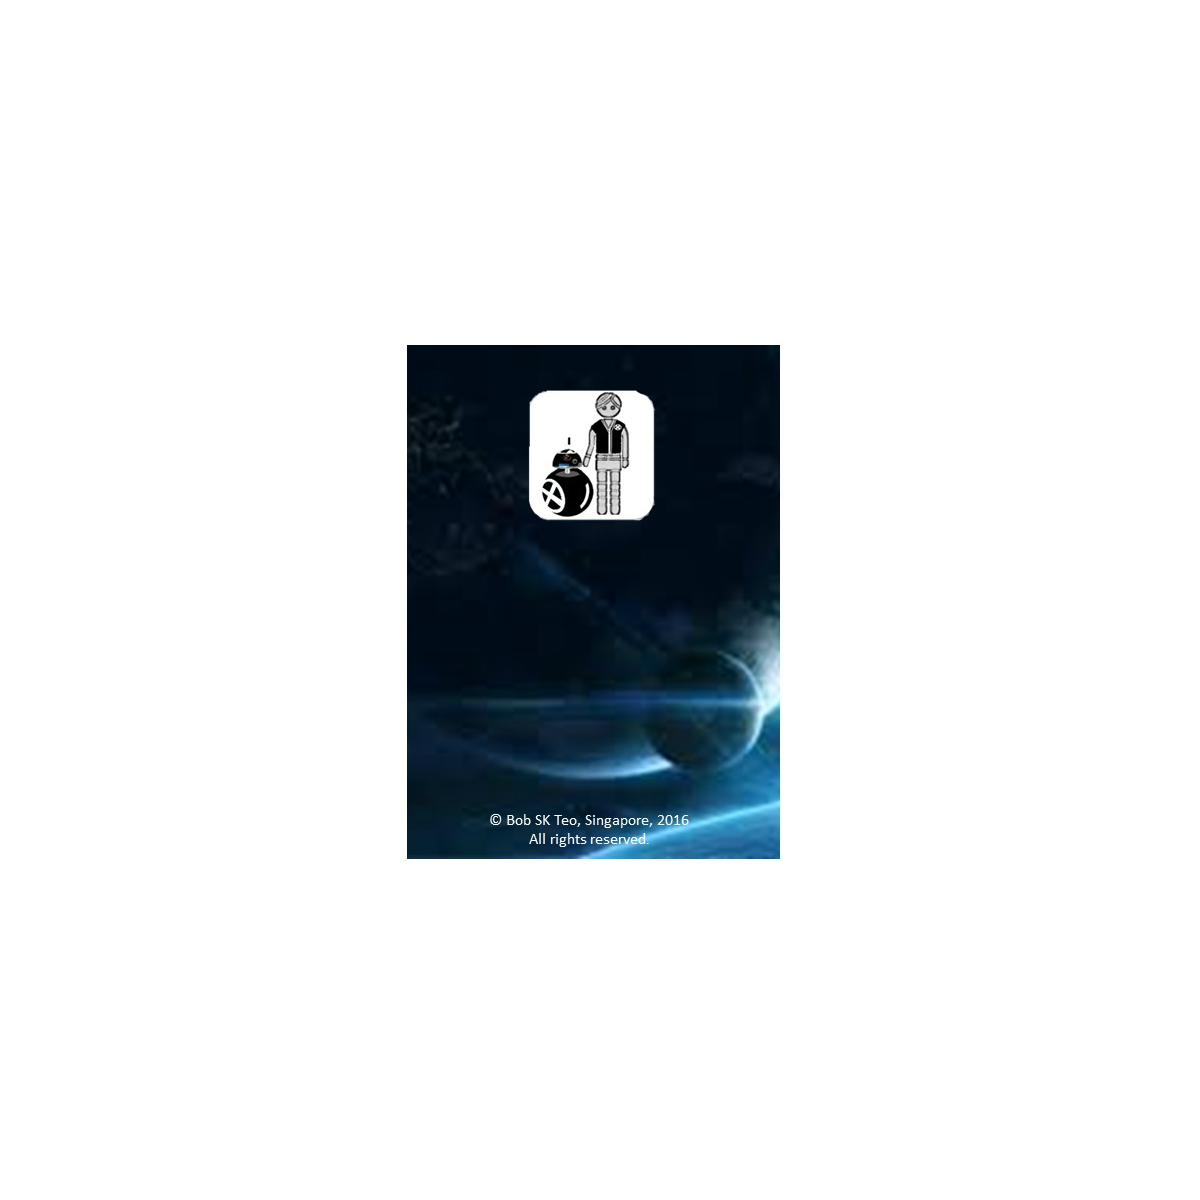 © Bob SK Teo, Singapore, 2016
All rights reserved.